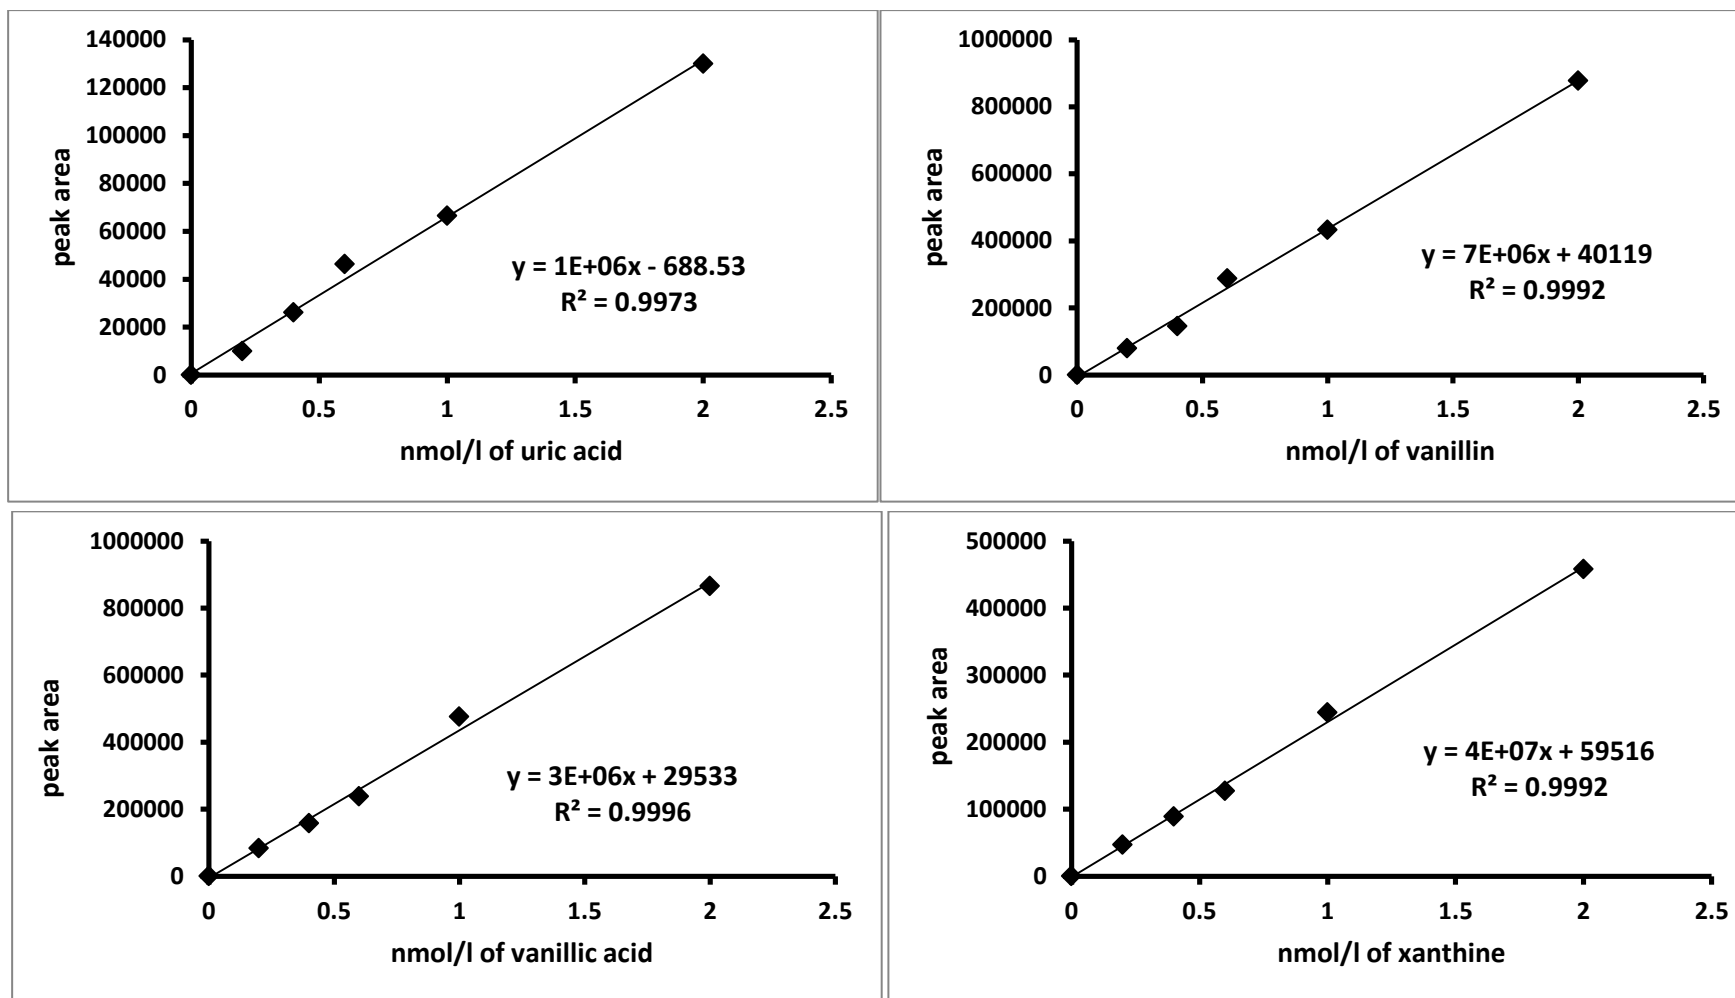 140000
120000
100000
80000
60000
40000
20000
0
peak area
y = 1E+06x - 688.53
R² = 0.9973
0 0.5 1 1.5 2 2.5
nmol/l of uric acid
1000000
800000
600000
400000
200000
0
peak area
y = 7E+06x + 40119
R² = 0.9992
0 0.5 1 1.5 2 2.5
nmol/l of vanillin
1000000
800000
600000
400000
200000
0
peak area
y = 3E+06x + 29533
R² = 0.9996
0 0.5 1 1.5 2 2.5
nmol/l of vanillic acid
500000
400000
300000
200000
100000
0
peak area
y = 4E+07x + 59516
R² = 0.9992
0 0.5 1 1.5 2 2.5
nmol/l of xanthine